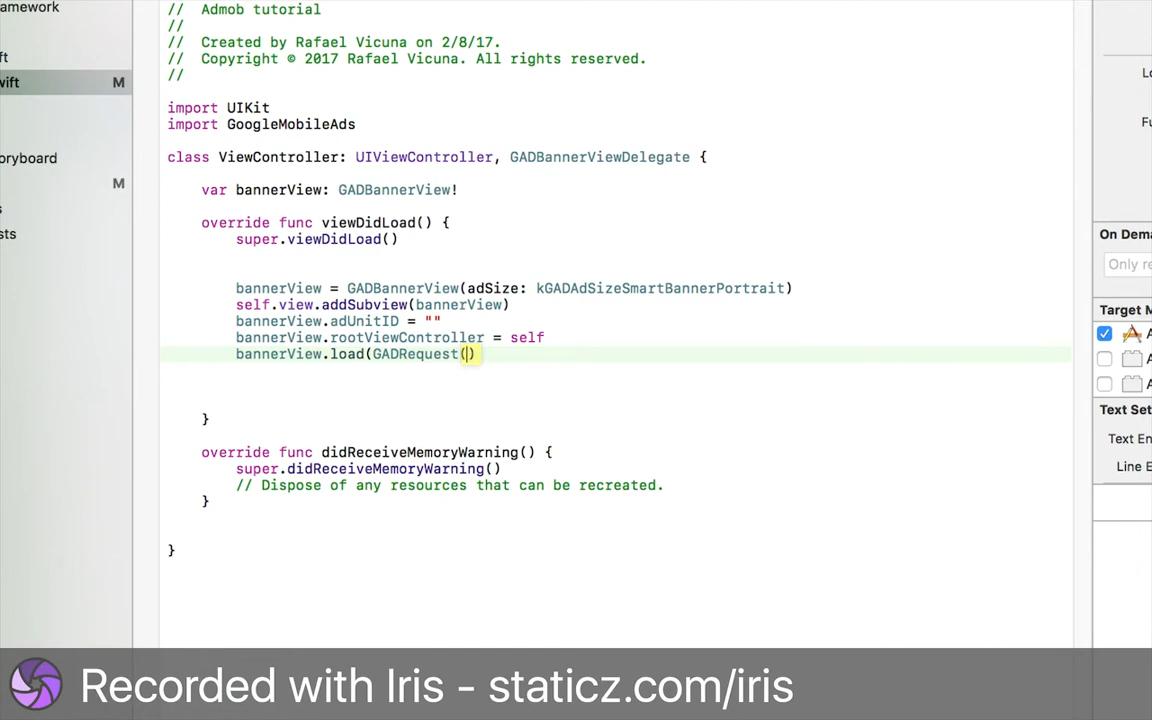 amework
//  Admob tutorial
//
//  Created by Rafael Vicuna on 2/8/17.
//  Copyright © 2017 Rafael Vicuna. All rights reserved.
//
ft
wift M
oryboard
M
s
sts
import UIKit
import GoogleMobileAds
class ViewController: UIViewController, GADBannerViewDelegate {
var bannerView: GADBannerView!
override func viewDidLoad() {
super.viewDidLoad()
bannerView = GADBannerView(adSize: kGADAdSizeSmartBannerPortrait)
self.view.addSubview(bannerView)
bannerView.adUnitID = ""
bannerView.rootViewController = self
bannerView.load(GADRequest()
}
override func didReceiveMemoryWarning() {
super.didReceiveMemoryWarning()
// Dispose of any resources that can be recreated.
}
}
Lo
Fu
On Dema
Only re
Target M
A
A
A
Text Set
Text En
Line E
Recorded with Iris - staticz.com/iris